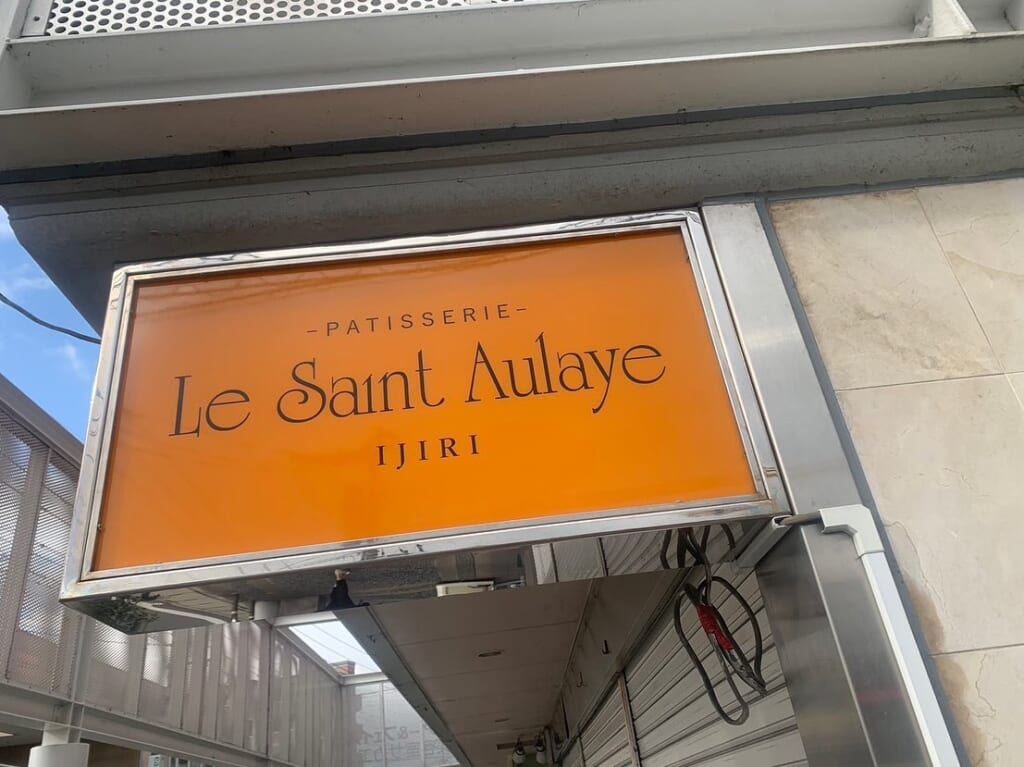 -PATISSERIE-
Le Saint Aulaye
IJIRI